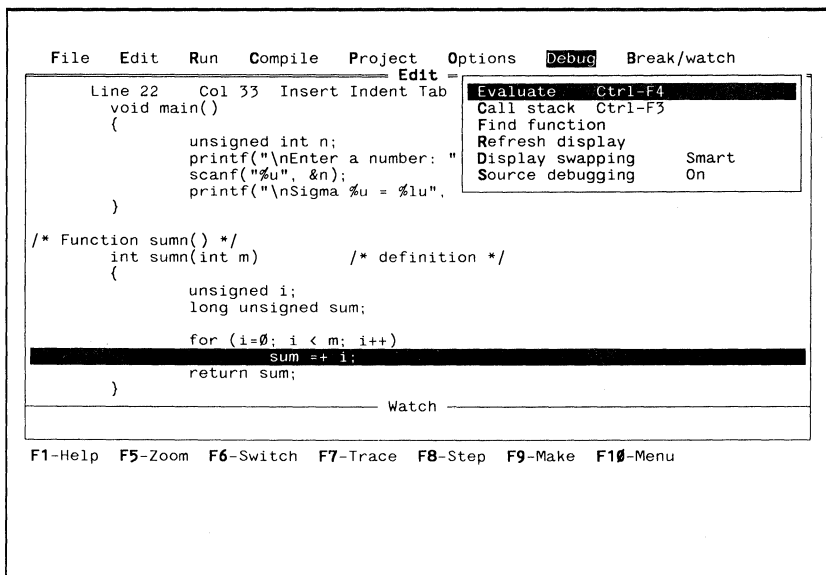 File Edit Run Compile Project Options Debug Break/watch
Edit
Line 22 Col 33 Insert Indent Tab
Evaluate Ctrl-F4
Call stack Ctrl-F3
Find function
Refresh display
Display swapping Smart
Source debugging On
void main()
{
unsigned int n;
printf("\nEnter a number: "
scanf("%u", &n);
printf("\nSigma %u = %lu",
}
/* Function sumn() */
int sumn(int m) /* definition */
{
unsigned i;
long unsigned sum;
for (i=0; i < m; i++)
sum =+ i;
return sum;
}
Watch
F1-Help F5-Zoom F6-Switch F7-Trace F8-Step F9-Make F10-Menu